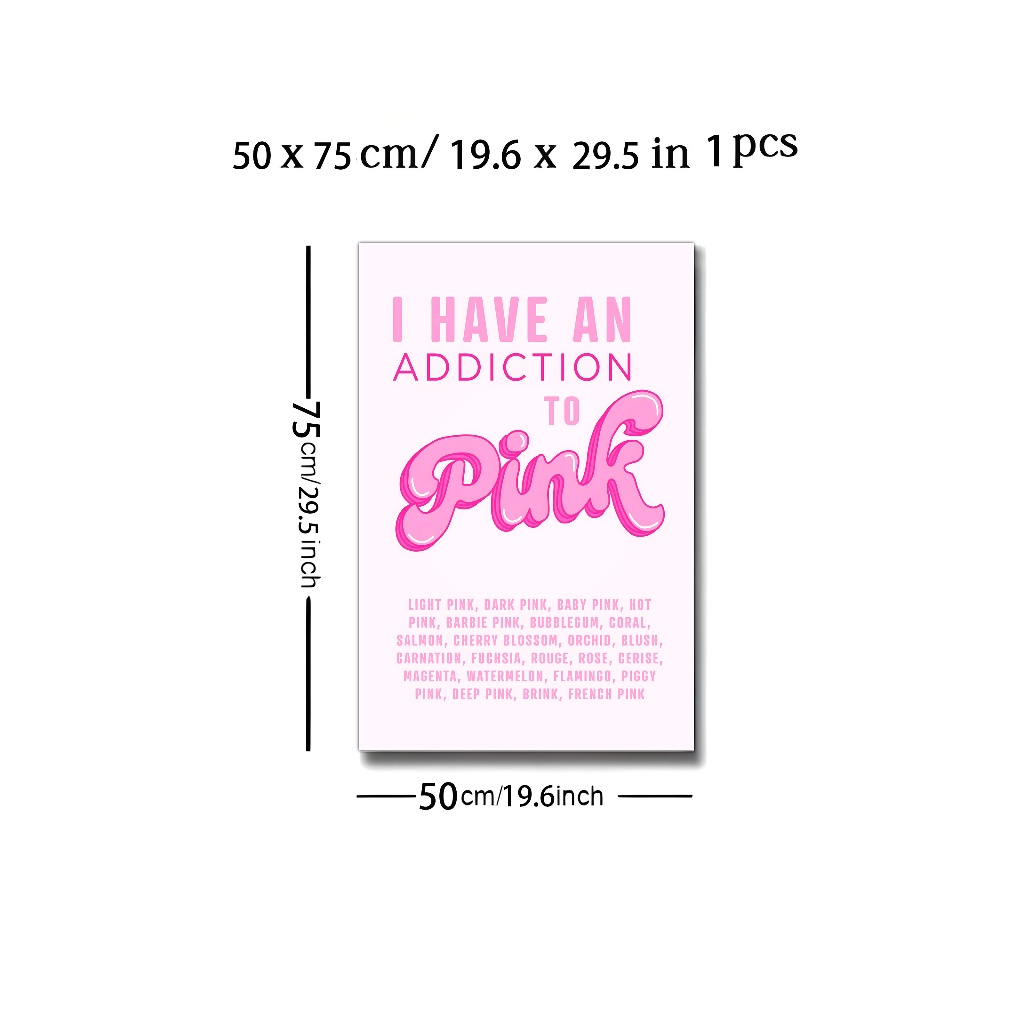 50 x 75 cm/ 19.6 x 29.5 in 1 pcs
75cm/29.5inch
I HAVE AN
ADDICTION
TO
Pink
LIGHT PINK, DARK PINK, BABY PINK, HOT
PINK, BARBIE PINK, BUBBLEGUM, CORAL,
SALMON, CHERRY BLOSSOM, ORCHID, BLUSH,
CARNATION, FUCHSIA, ROUGE, ROSE, CERISE,
MAGENTA, WATERMELON, FLAMINGO, PIGGY
PINK, DEEP PINK, BRINK, FRENCH PINK
50cm/19.6inch